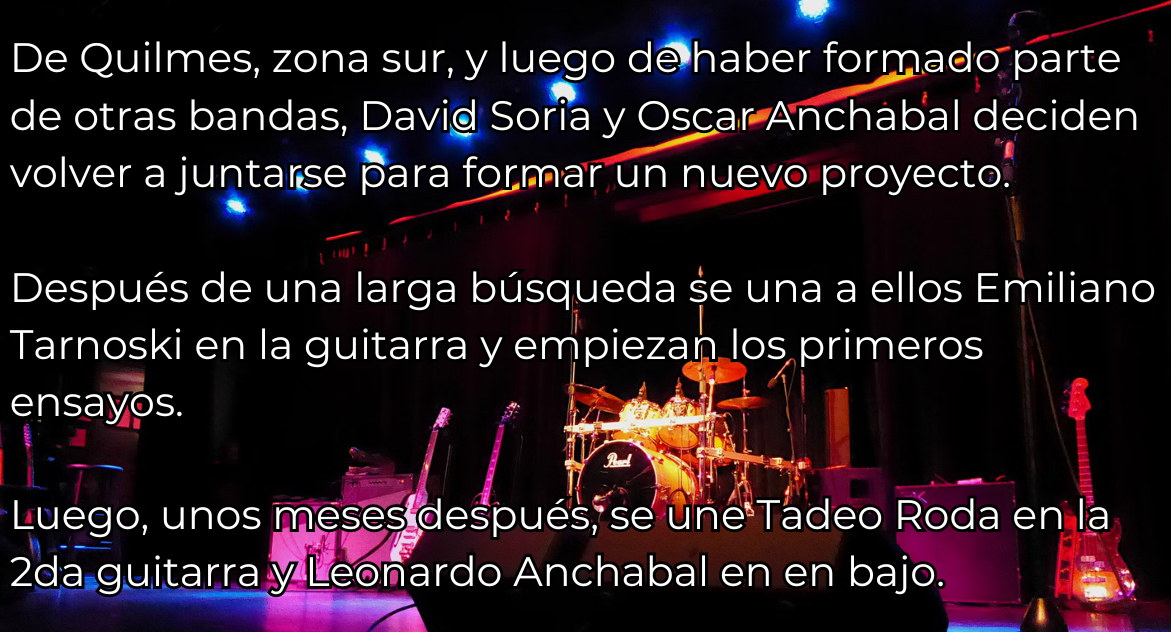 De Quilmes, zona sur, y luego de haber formado parte
de otras bandas, David Soria y Oscar Anchabal deciden
volver a juntarse para formar un nuevo proyecto.
Después de una larga búsqueda se una a ellos Emiliano
Tarnoski en la guitarra y empiezan los primeros
ensayos.
Pearl
Luego, unos meses después, se une Tadeo Roda en la
2da guitarra y Leonardo Anchabal en en bajo.